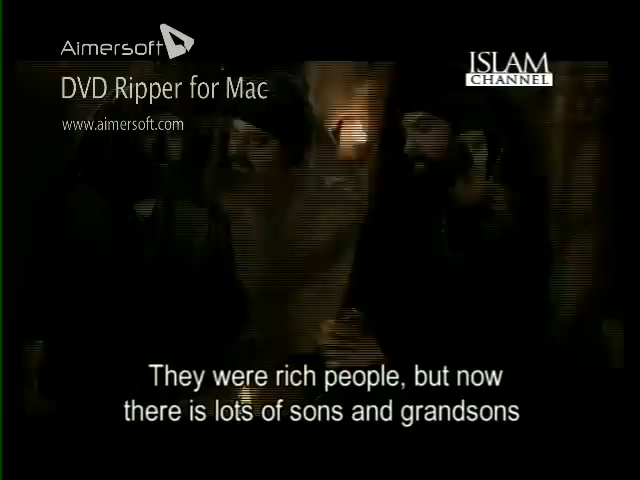 Aimersoft
DVD Ripper for Mac
www.aimersoft.com
ISLAM
CHANNEL
They were rich people, but now
there is lots of sons and grandsons